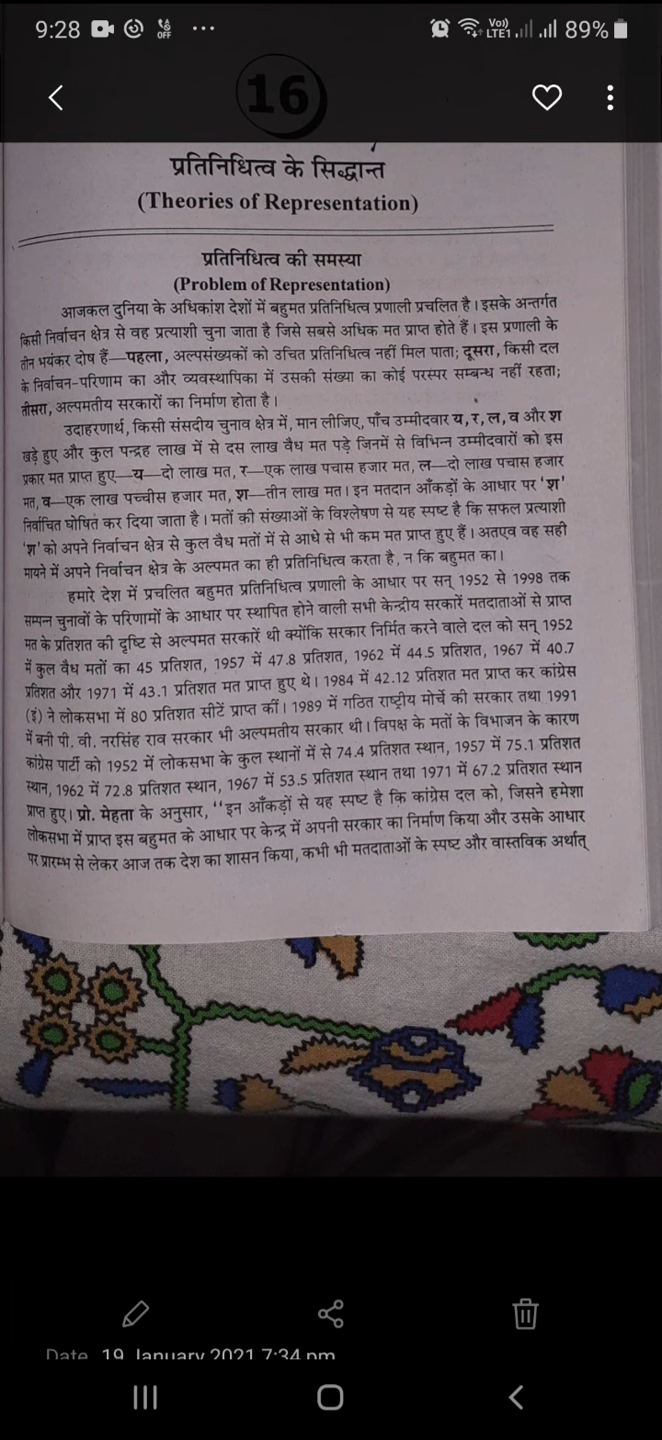 9:28
Vo))
LTE1
89%
OFF
16
प्रतिनिधित्व के सिद्धान्त
(Theories of Representation)
प्रतिनिधित्व की समस्या
(Problem of Representation)
आजकल दुनिया के अधिकांश देशों में बहुमत प्रतिनिधित्व प्रणाली प्रचलित है। इसके अन्तर्गत
किसी निर्वाचन क्षेत्र से वह प्रत्याशी चुना जाता है जिसे सबसे अधिक मत प्राप्त होते हैं। इस प्रणाली के
तीन भयंकर दोष हैं—पहला, अल्पसंख्यकों को उचित प्रतिनिधित्व नहीं मिल पाता; दूसरा, किसी दल
के निर्वाचन-परिणाम का और व्यवस्थापिका में उसकी संख्या का कोई परस्पर सम्बन्ध नहीं रहता;
तीसरा, अल्पमतीय सरकारों का निर्माण होता है।
उदाहरणार्थ, किसी संसदीय चुनाव क्षेत्र में, मान लीजिए, पाँच उम्मीदवार य, र, ल, व और श
खड़े हुए और कुल पन्द्रह लाख में से दस लाख वैध मत पड़े जिनमें से विभिन्न उम्मीदवारों को इस
प्रकार मत प्राप्त हुए—य—दो लाख मत, र—एक लाख पचास हजार मत, ल—दो लाख पचास हजार
मत, व—एक लाख पच्चीस हजार मत, श—तीन लाख मत। इन मतदान आँकड़ों के आधार पर 'श'
निर्वाचित घोषित कर दिया जाता है। मतों की संख्याओं के विश्लेषण से यह स्पष्ट है कि सफल प्रत्याशी
'श' को अपने निर्वाचन क्षेत्र से कुल वैध मतों में से आधे से भी कम मत प्राप्त हुए हैं। अतएव वह सही
मायने में अपने निर्वाचन क्षेत्र के अल्पमत का ही प्रतिनिधित्व करता है, न कि बहुमत का।
हमारे देश में प्रचलित बहुमत प्रतिनिधित्व प्रणाली के आधार पर सन् 1952 से 1998 तक
सम्पन्न चुनावों के परिणामों के आधार पर स्थापित होने वाली सभी केन्द्रीय सरकारें मतदाताओं से प्राप्त
मत के प्रतिशत की दृष्टि से अल्पमत सरकारें थी क्योंकि सरकार निर्मित करने वाले दल को सन् 1952
में कुल वैध मतों का 45 प्रतिशत, 1957 में 47.8 प्रतिशत, 1962 में 44.5 प्रतिशत, 1967 में 40.7
प्रतिशत और 1971 में 43.1 प्रतिशत मत प्राप्त हुए थे। 1984 में 42.12 प्रतिशत मत प्राप्त कर कांग्रेस
(इ) ने लोकसभा में 80 प्रतिशत सीटें प्राप्त कीं। 1989 में गठित राष्ट्रीय मोर्चे की सरकार तथा 1991
में बनी पी. वी. नरसिंह राव सरकार भी अल्पमतीय सरकार थी। विपक्ष के मतों के विभाजन के कारण
कांग्रेस पार्टी को 1952 में लोकसभा के कुल स्थानों में से 74.4 प्रतिशत स्थान, 1957 में 75.1 प्रतिशत
स्थान, 1962 में 72.8 प्रतिशत स्थान, 1967 में 53.5 प्रतिशत स्थान तथा 1971 में 67.2 प्रतिशत स्थान
प्राप्त हुए। प्रो. मेहता के अनुसार, ''इन आँकड़ों से यह स्पष्ट है कि कांग्रेस दल को, जिसने हमेशा
लोकसभा में प्राप्त इस बहुमत के आधार पर केन्द्र में अपनी सरकार का निर्माण किया और उसके आधार
पर प्रारम्भ से लेकर आज तक देश का शासन किया, कभी भी मतदाताओं के स्पष्ट और वास्तविक अर्थात्
Date 19 January 2021 7:34 pm